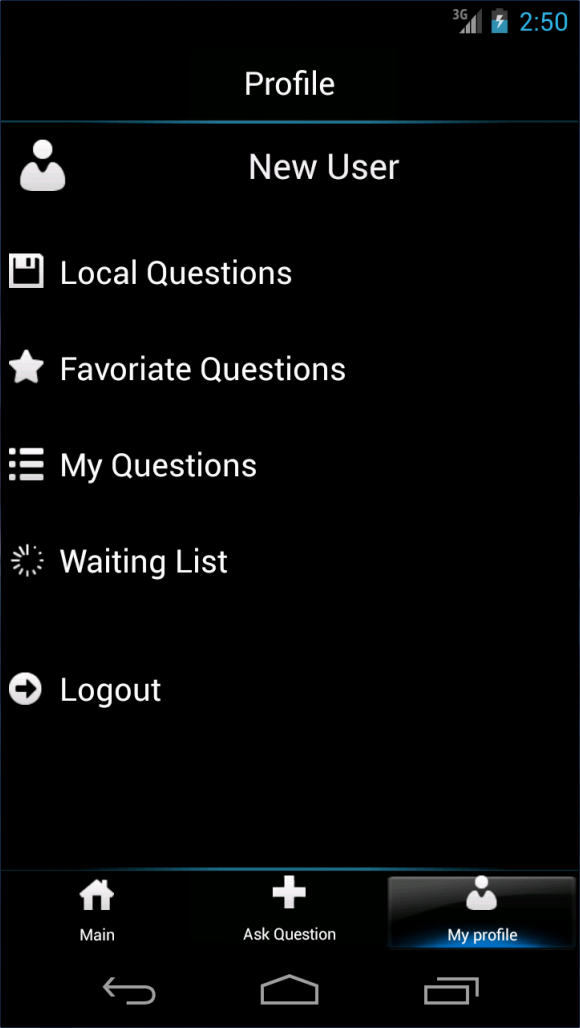 3G 2:50
Profile
New User
Local Questions
Favoriate Questions
My Questions
Waiting List
Logout
Main
Ask Question
My profile